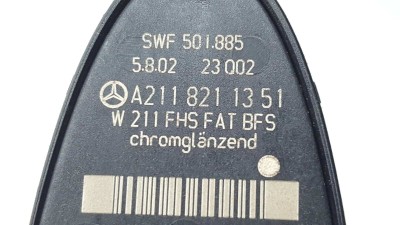 SWF 501.885
5.8.02 23 002
A211 821 13 51
W 211 FHS FAT BFS
chromglänzend